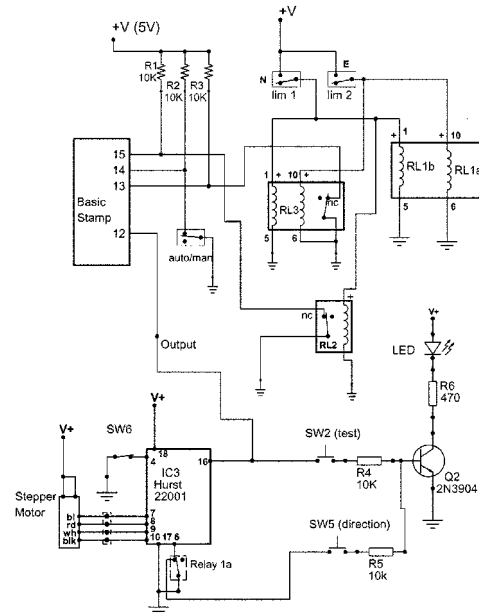 +V (5V)
+V
R1
10K
R2
10K
R3
10K
N
E
lim 1
lim 2
Basic
Stamp
15
14
13
12
auto/man
1 +
10 +
RL3
nc
5
6
1
+
+
10
RL1b
RL1a
5
6
nc
+
RL2
Output
V+
LED
R6
470
Q2
2N3904
V+
SW6
V+
18
4
16
IC3
Hurst
22001
SW2 (test)
R4
10K
Stepper
Motor
bl
rd
wh
blk
7
8
9
10
17
6
Relay 1a
SW5 (direction)
R5
10k